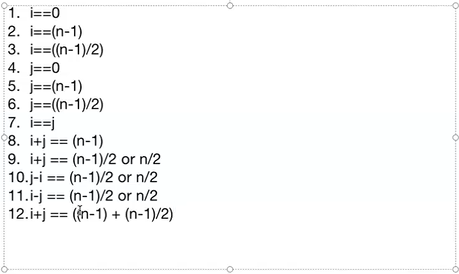 1. i==0
2. i==(n-1)
3. i==((n-1)/2)
4. j==0
5. j==(n-1)
6. j==((n-1)/2)
7. i==j
8. i+j == (n-1)
9. i+j == (n-1)/2 or n/2
10.j-i == (n-1)/2 or n/2
11.i-j == (n-1)/2 or n/2
12.i+j == ((n-1) + (n-1)/2)